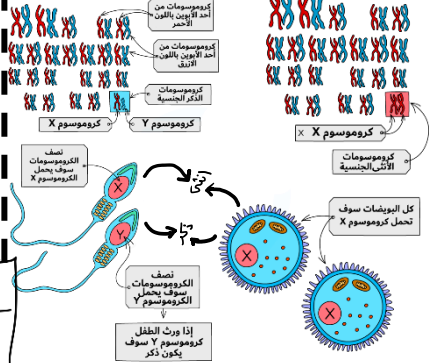 كروموسومات من
أحد الأبوين باللون
الأحمر
كروموسومات من
أحد الأبوين باللون
الازرق
كروموسومات
الذكر الجنسية
كروموسوم Y
كروموسوم X
كروموسوم X
X
كروموسومات
الأنثى الجنسية
نصف
الكروموسومات
سوف يحمل
الكروموسوم X
X
Y
كل البويضات سوف
تحمل كروموسوم X
X
X
نصف
الكروموسومات
سوف يحمل
الكروموسوم Y
إذا ورث الطفل
كروموسوم Y سوف
يكون ذكر